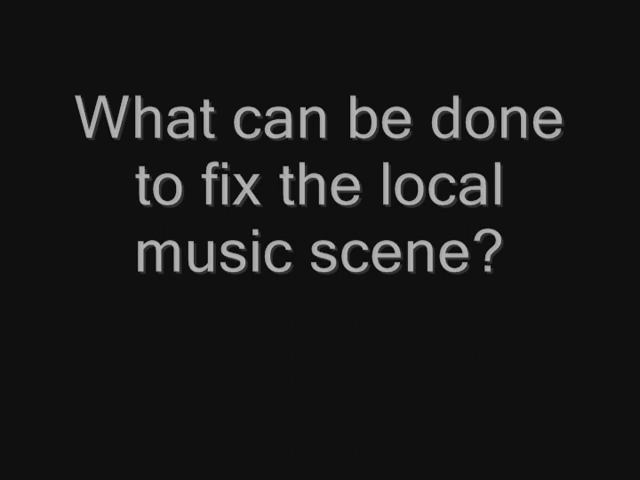 What can be done
to fix the local
music scene?